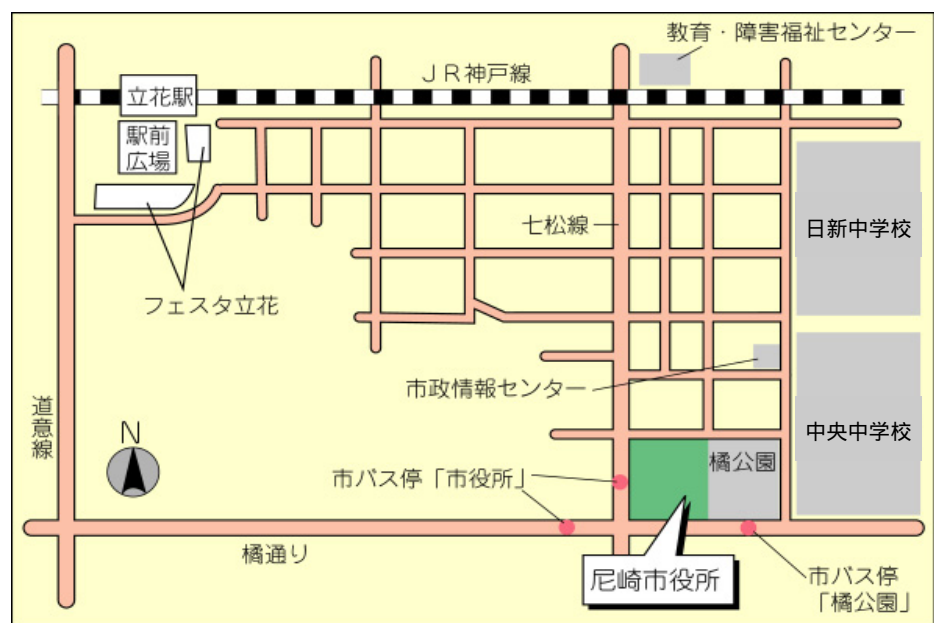 教育・障害福祉センター
JR神戸線
立花駅
駅前
広場
七松線
日新中学校
フェスタ立花
市政情報センター
道意線
N
中央中学校
橘公園
市バス停「市役所」
橘通り
尼崎市役所
市バス停
「橘公園」